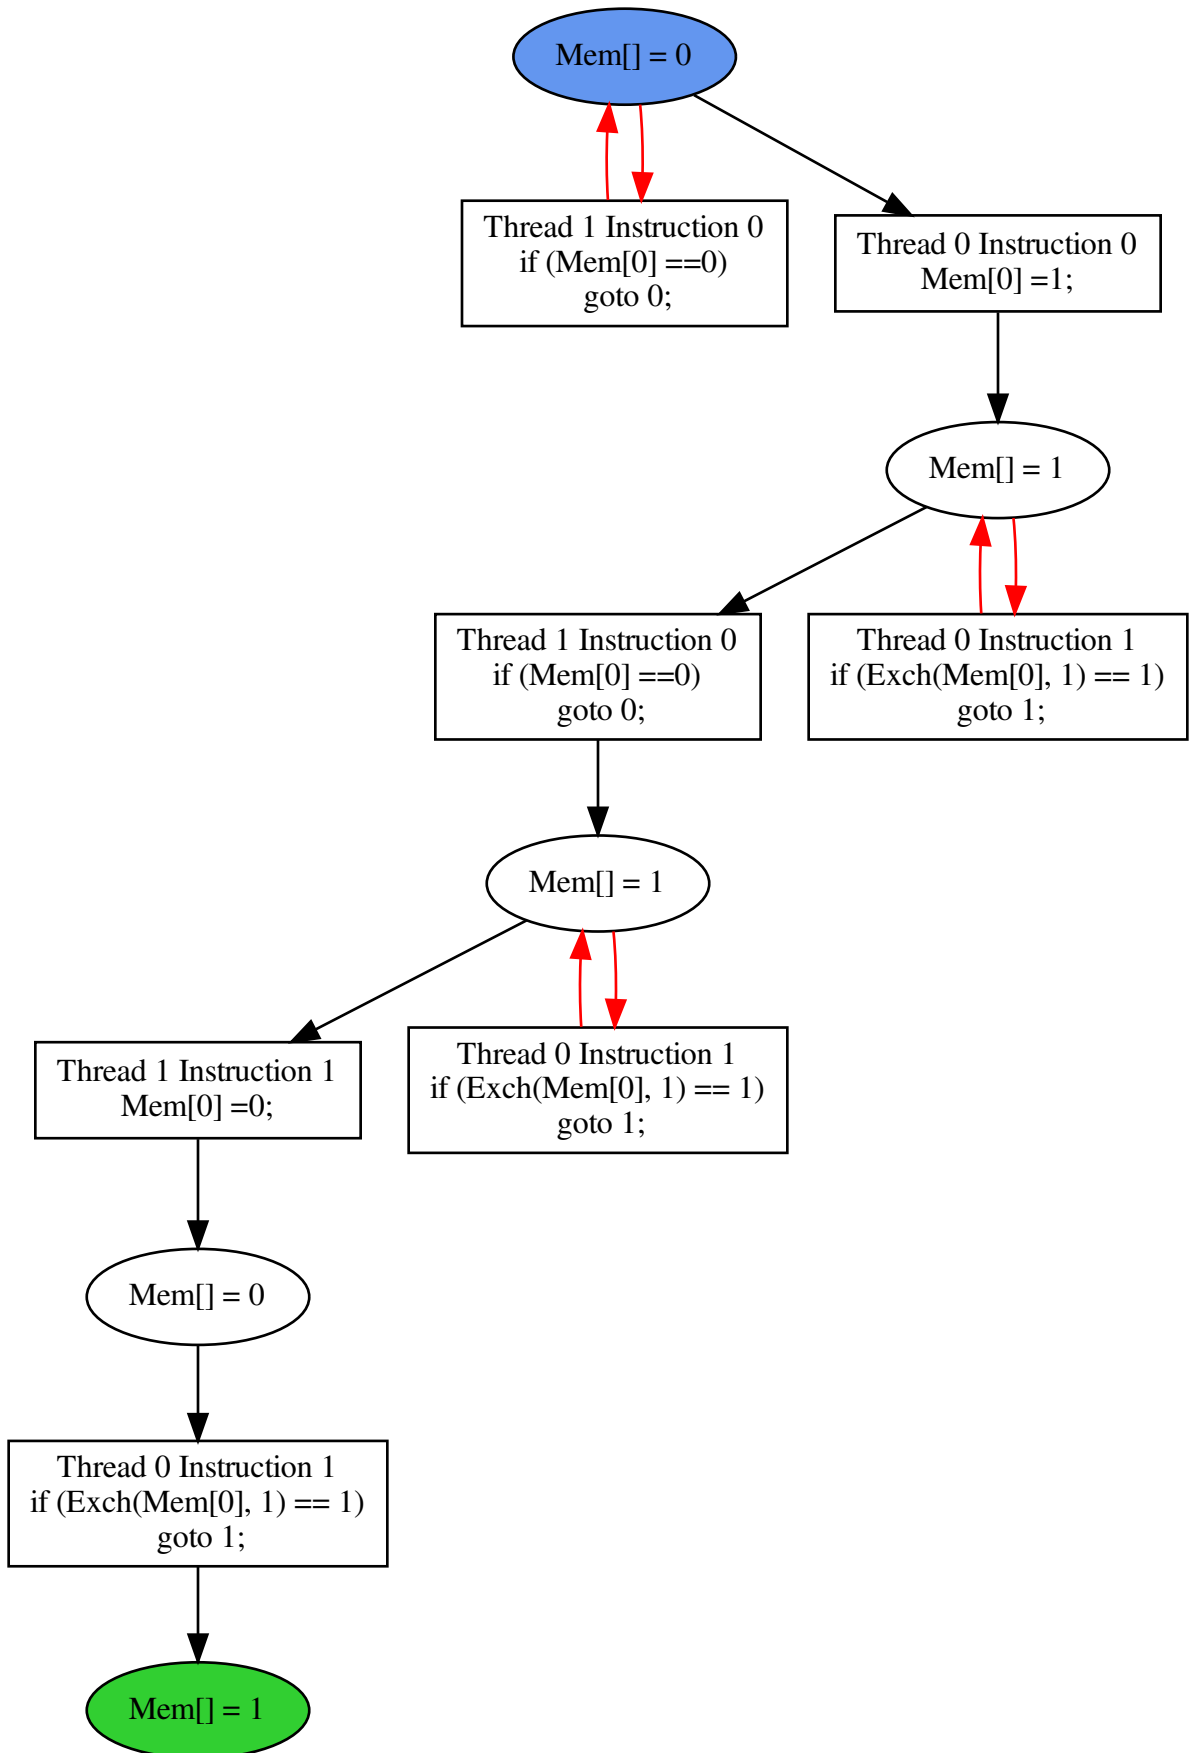 Mem[] = 0
Thread 1 Instruction 0
if (Mem[0] ==0)
goto 0;
Thread 0 Instruction 0
Mem[0] =1;
Mem[] = 1
Thread 1 Instruction 0
if (Mem[0] ==0)
goto 0;
Thread 0 Instruction 1
if (Exch(Mem[0], 1) == 1)
goto 1;
Mem[] = 1
Thread 1 Instruction 1
Mem[0] =0;
Thread 0 Instruction 1
if (Exch(Mem[0], 1) == 1)
goto 1;
Mem[] = 0
Thread 0 Instruction 1
if (Exch(Mem[0], 1) == 1)
goto 1;
Mem[] = 1